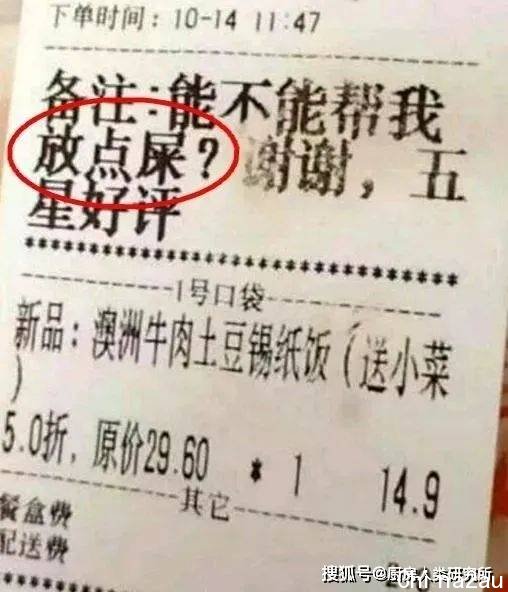 下单时间: 10-14 11:47
备注:能不能帮我
放点屎?谢谢,五
星好评
********************************
1号口袋
新品: 澳洲牛肉土豆锡纸饭(送小菜
)
5.0折, 原价29.60 * 1 14.9
其它
餐盒费
配送费
搜狐号@厨房人类研究所
chi na2au